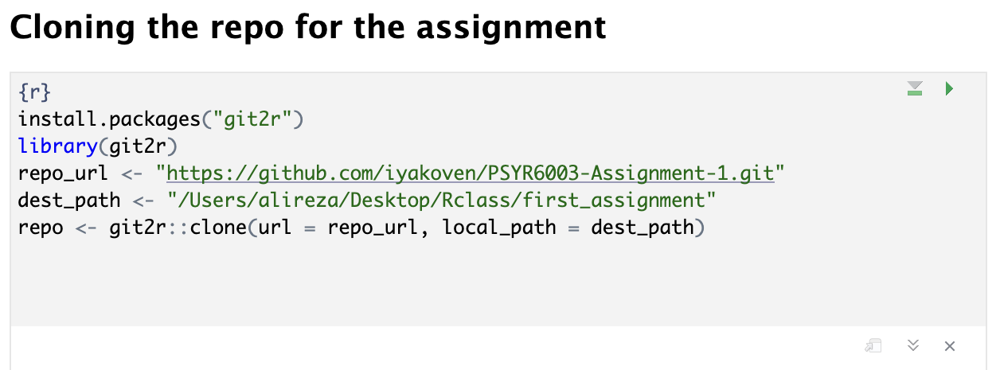 Cloning the repo for the assignment
{r}
install.packages("git2r")
library(git2r)
repo_url <- "https://github.com/iyakoven/PSYR6003-Assignment-1.git"
dest_path <- "/Users/alireza/Desktop/Rclass/first_assignment"
repo <- git2r::clone(url = repo_url, local_path = dest_path)